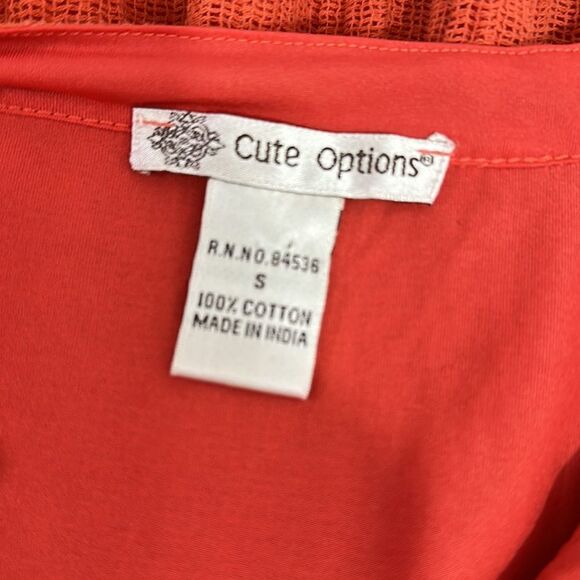 Cute Options®
R.N.NO.84536
S
100% COTTON
MADE IN INDIA